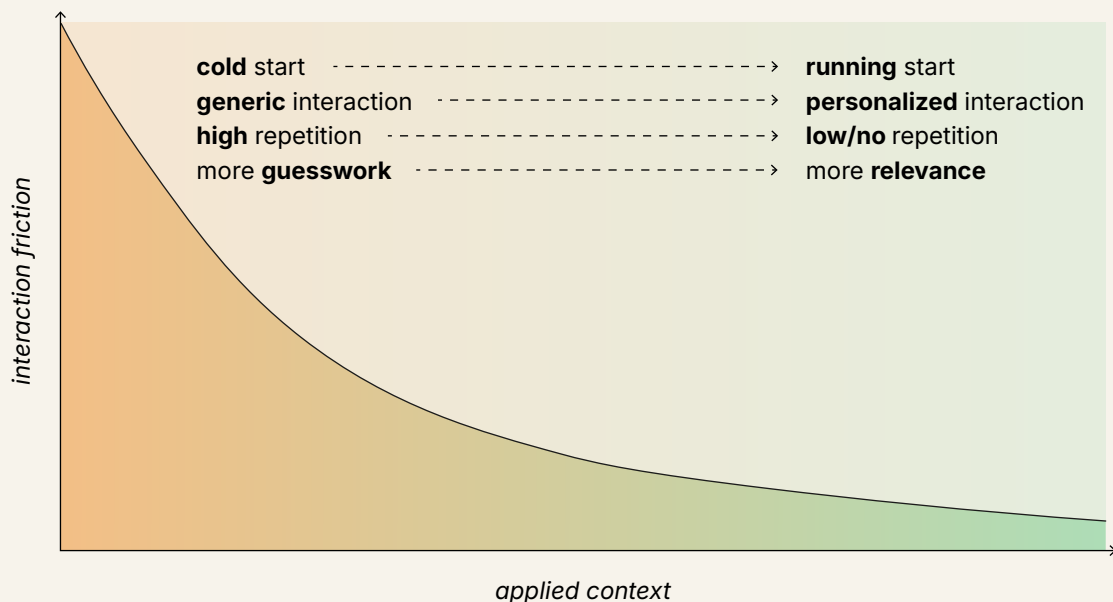 cold start
running start
generic interaction
personalized interaction
high repetition
low/no repetition
more guesswork
more relevance
interaction friction
applied context